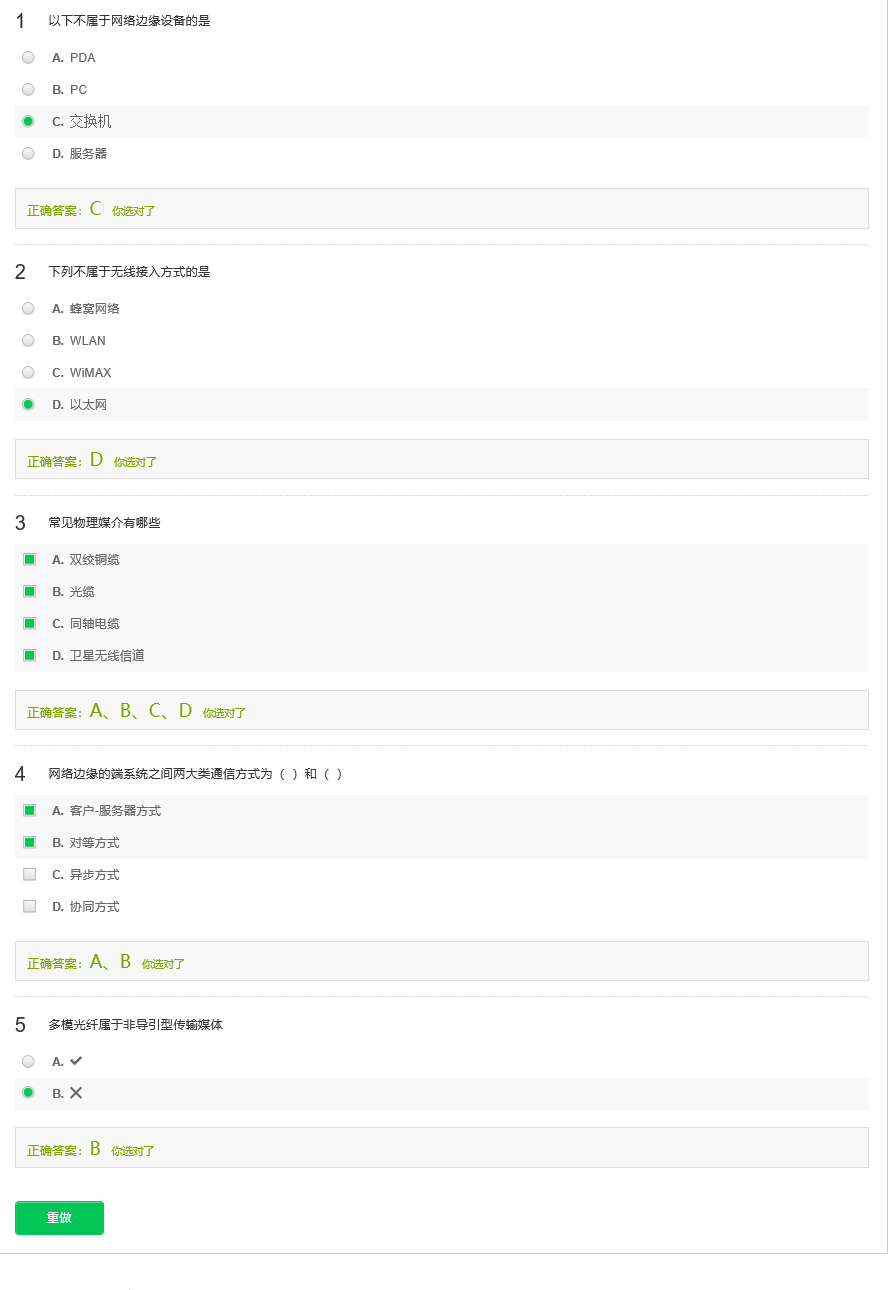 1 以下不属于网络边缘设备的是
A. PDA
B. PC
C. 交换机
D. 服务器
正确答案：C 你选对了
2 下列不属于无线接入方式的是
A. 蜂窝网络
B. WLAN
C. WiMAX
D. 以太网
正确答案：D 你选对了
3 常见物理媒介有哪些
A. 双绞铜缆
B. 光缆
C. 同轴电缆
D. 卫星无线信道
正确答案：A、B、C、D 你选对了
4 网络边缘的端系统之间两大类通信方式为（ ）和（ ）
A. 客户-服务器方式
B. 对等方式
C. 异步方式
D. 协同方式
正确答案：A、B 你选对了
5 多模光纤属于非导引型传输媒体
A. ✔
B. ✕
正确答案：B 你选对了
重做